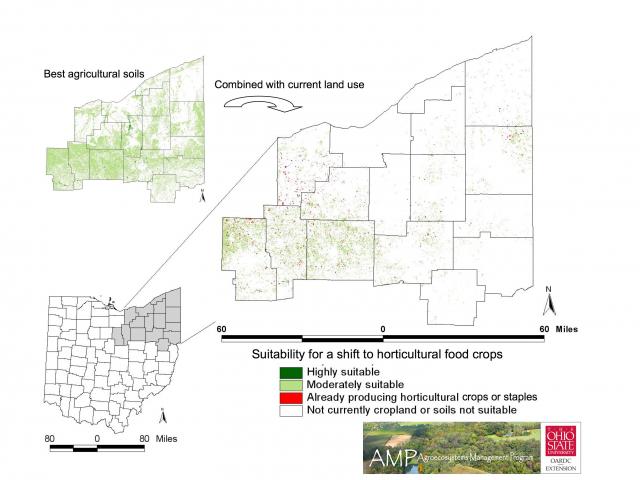 Best agricultural soils
Combined with current land use
N
N
60 0 60 Miles
Suitability for a shift to horticultural food crops
Highly suitable
Moderately suitable
Already producing horticultural crops or staples
Not currently cropland or soils not suitable
N
80 0 80 Miles
AMP Agroecosystems Management Program
THE
OHIO
STATE
UNIVERSITY
OARDC
EXTENSION